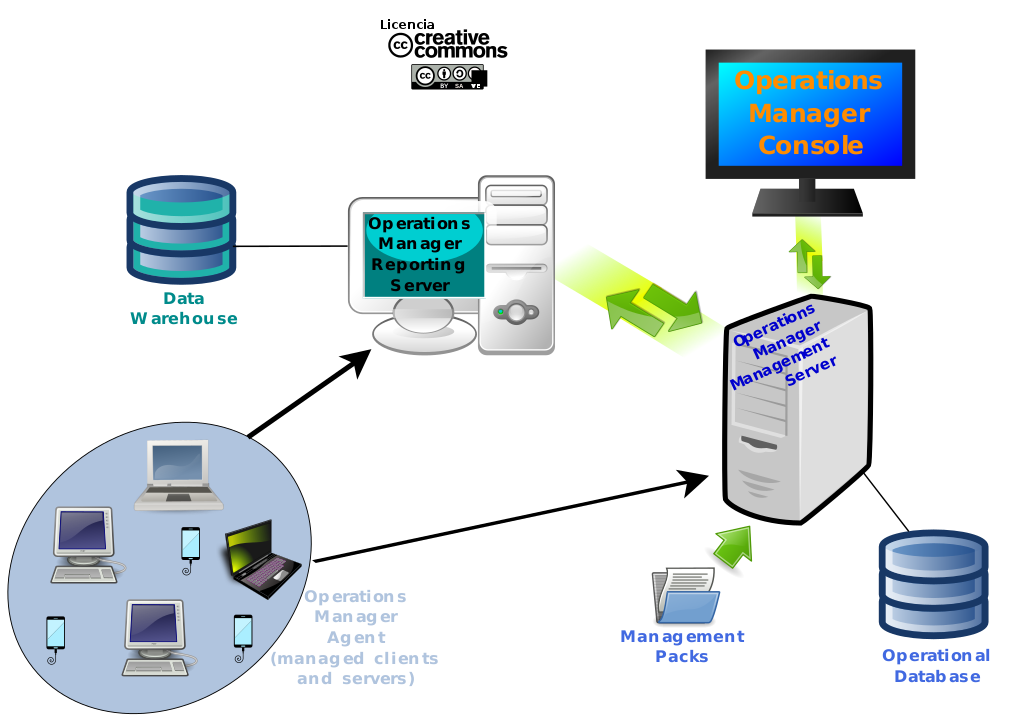 Licencia
creative
commons
cc
BY SA
Operations
Manager
Console
Operations
Manager
Reporting
Server
Data
Warehouse
Operations
Manager
Management
Server
Operations
Manager
Agent
(managed clients
and servers)
Management
Packs
Operational
Database